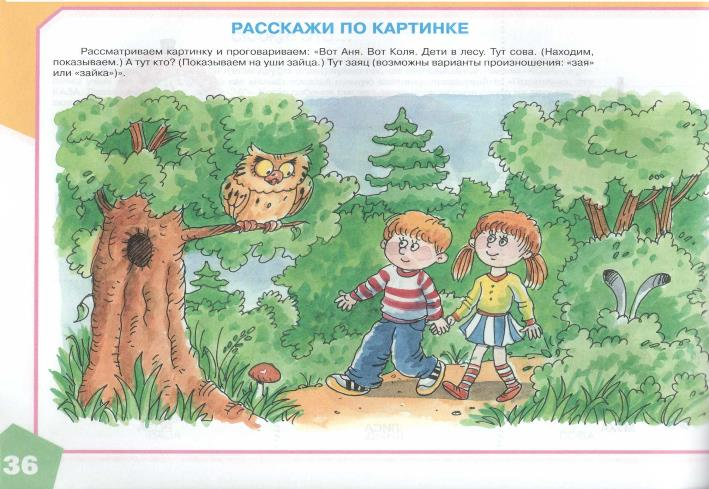 РАССКАЖИ ПО КАРТИНКЕ
Рассматриваем картинку и проговариваем: «Вот Аня. Вот Коля. Дети в лесу. Тут сова. (Находим,
показываем.) А тут кто? (Показываем на уши зайца.) Тут заяц (возможны варианты произношения: «зая»
или «зайка»)».
36